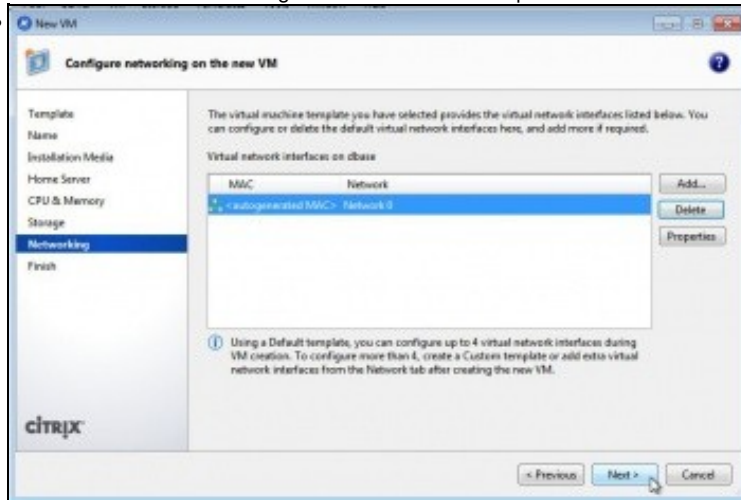 New VM
Configure networking on the new VM
Template
Name
Installation Media
Home Server
CPU & Memory
Storage
Networking
Finish
The virtual machine template you have selected provides the virtual network interfaces listed below. You
can configure or delete the default virtual network interfaces here, and add more if required.
Virtual network interfaces on dbase
MAC Network
<autogenerated MAC> Network 0
Add...
Delete
Properties
Using a Default template, you can configure up to 4 virtual network interfaces during
VM creation. To configure more than 4, create a Custom template or add extra virtual
network interfaces from the Network tab after creating the new VM.
CITRIX
< Previous Next > Cancel